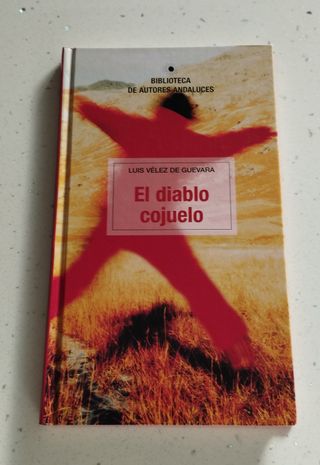 BIBLIOTECA
DE AUTORES ANDALUCES
LUIS VÉLEZ DE GUEVARA
El diablo
cojuelo